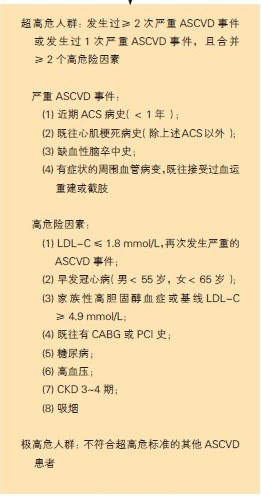 超高危人群：发生过≥2次严重 ASCVD 事件
或发生过1次严重 ASCVD 事件，且合并
≥2个高危险因素
严重 ASCVD 事件：
(1) 近期 ACS 病史(＜1年)；
(2) 既往心肌梗死病史(除上述ACS以外)；
(3) 缺血性脑卒中史；
(4) 有症状的周围血管病变,既往接受过血运
重建或截肢
高危险因素：
(1) LDL-C ≤ 1.8 mmol/L,再次发生严重的
ASCVD 事件；
(2) 早发冠心病(男＜55岁，女＜65岁)；
(3) 家族性高胆固醇血症或基线 LDL-C
≥ 4.9 mmol/L；
(4) 既往有 CABG 或 PCI 史；
(5) 糖尿病；
(6) 高血压；
(7) CKD 3~4 期；
(8) 吸烟
极高危人群：不符合超高危标准的其他 ASCVD
患者